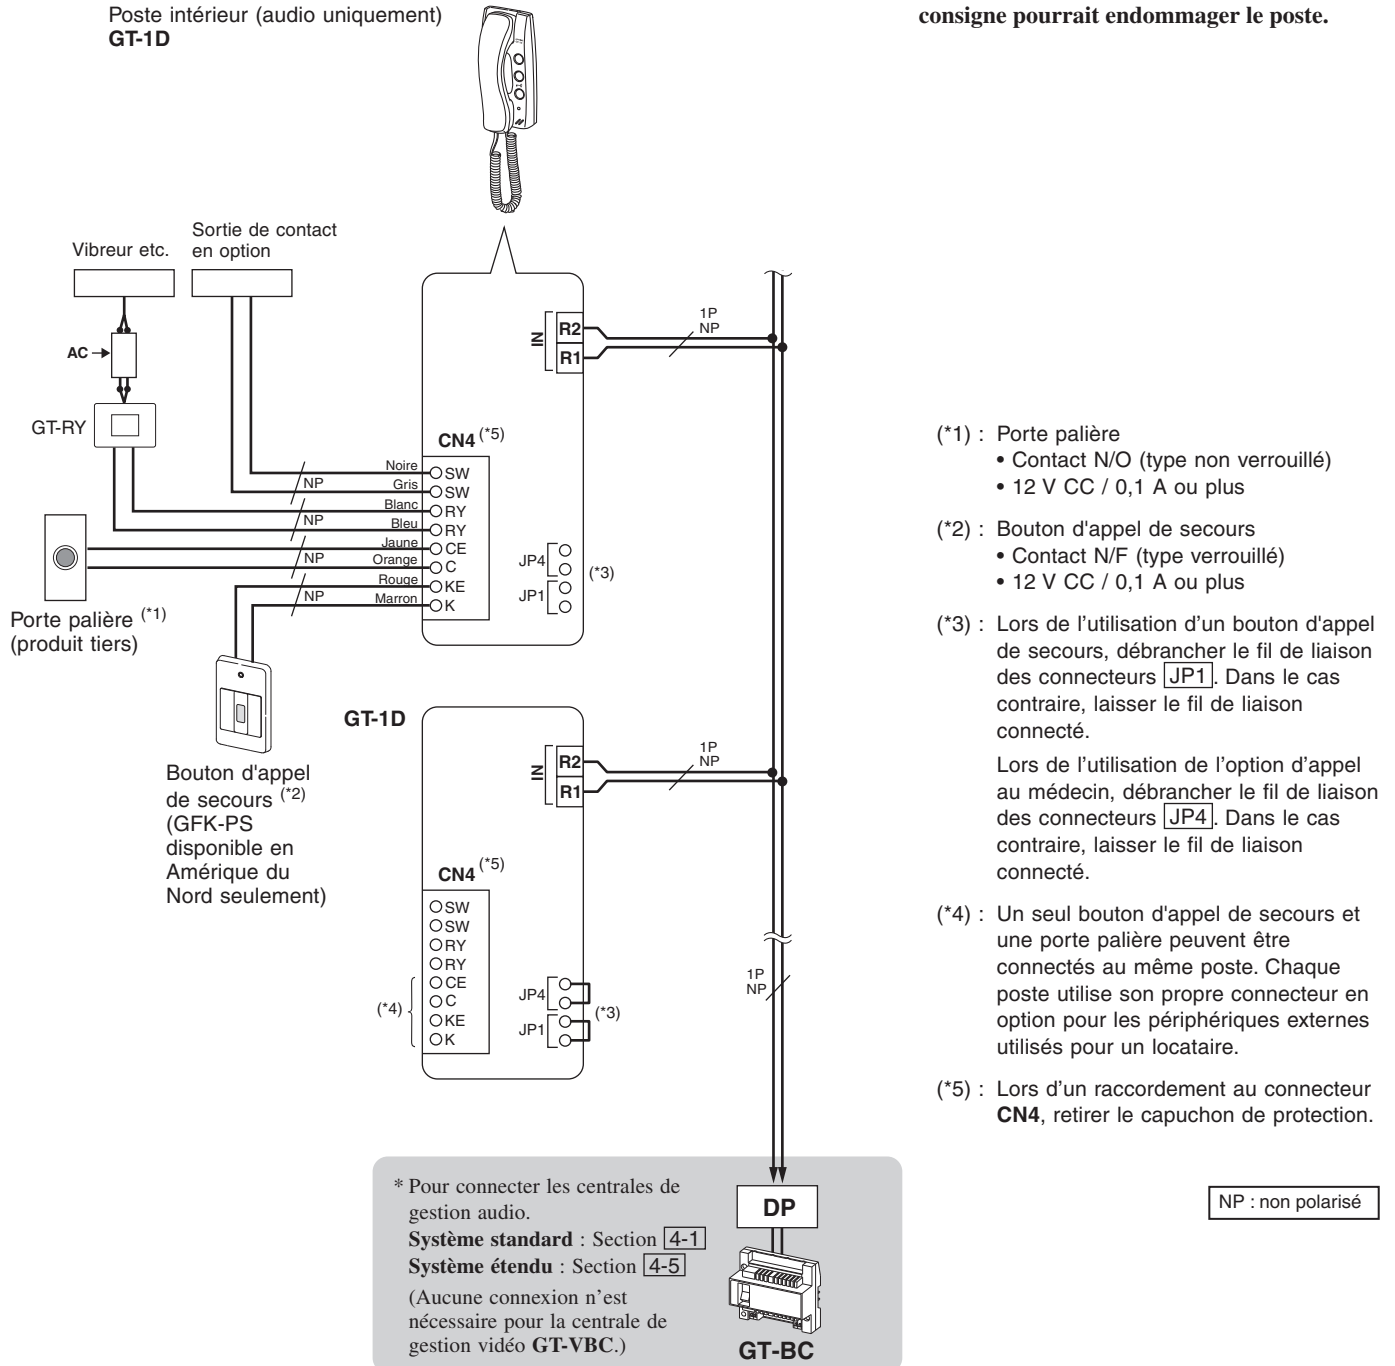 Poste intérieur (audio uniquement)
GT-1D
consigne pourrait endommager le poste.
Vibreur etc.
Sortie de contact
en option
AC
GT-RY
IN
R2
R1
1P
NP
CN4 (*5)
Noire
SW
NP
Gris
SW
Blanc
RY
NP
Bleu
RY
Jaune
CE
NP
Orange
C
Rouge
KE
NP
Marron
K
JP4
JP1
(*3)
Porte palière (*1)
(produit tiers)
Bouton d'appel
de secours (*2)
(GFK-PS
disponible en
Amérique du
Nord seulement)
GT-1D
IN
R2
R1
1P
NP
CN4 (*5)
SW
SW
RY
RY
CE
C
KE
K
(*4)
JP4
JP1
(*3)
1P
NP
(*1) : Porte palière
• Contact N/O (type non verrouillé)
• 12 V CC / 0,1 A ou plus
(*2) : Bouton d'appel de secours
• Contact N/F (type verrouillé)
• 12 V CC / 0,1 A ou plus
(*3) : Lors de l’utilisation d’un bouton d'appel
de secours, débrancher le fil de liaison
des connecteurs JP1. Dans le cas
contraire, laisser le fil de liaison
connecté.
Lors de l’utilisation de l’option d’appel
au médecin, débrancher le fil de liaison
des connecteurs JP4. Dans le cas
contraire, laisser le fil de liaison
connecté.
(*4) : Un seul bouton d'appel de secours et
une porte palière peuvent être
connectés au même poste. Chaque
poste utilise son propre connecteur en
option pour les périphériques externes
utilisés pour un locataire.
(*5) : Lors d’un raccordement au connecteur
CN4, retirer le capuchon de protection.
NP : non polarisé
* Pour connecter les centrales de
gestion audio.
Système standard : Section 4-1
Système étendu : Section 4-5
(Aucune connexion n’est
nécessaire pour la centrale de
gestion vidéo GT-VBC.)
DP
GT-BC